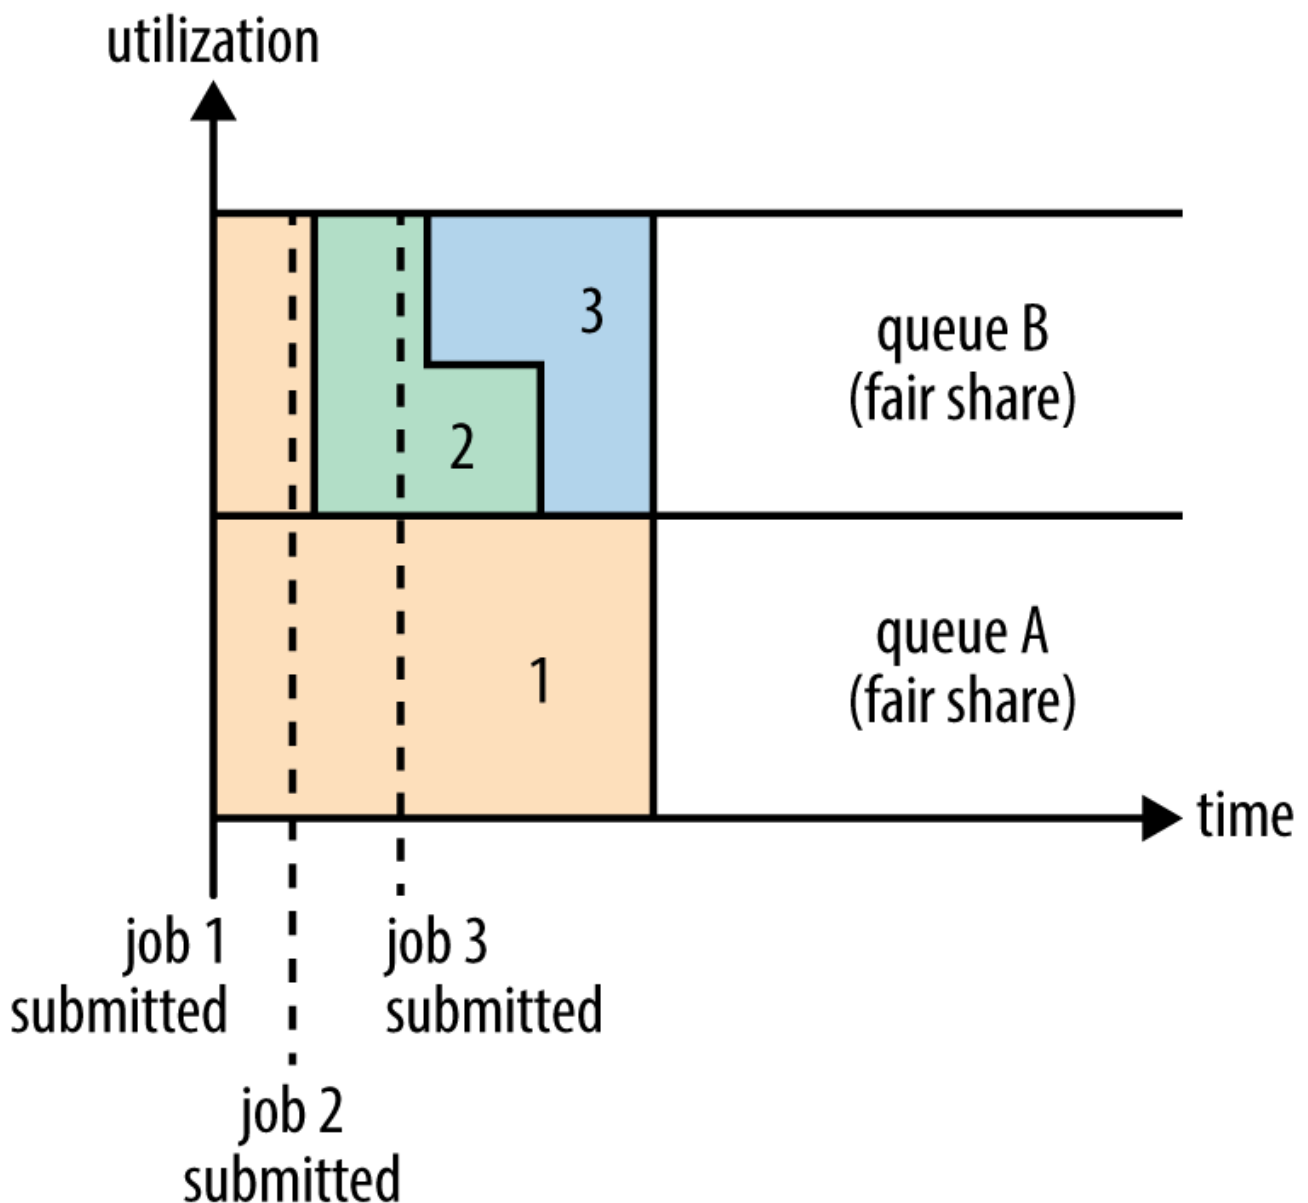 utilization
3
queue B
(fair share)
2
queue A
(fair share)
1
time
job 1
submitted
job 3
submitted
job 2
submitted